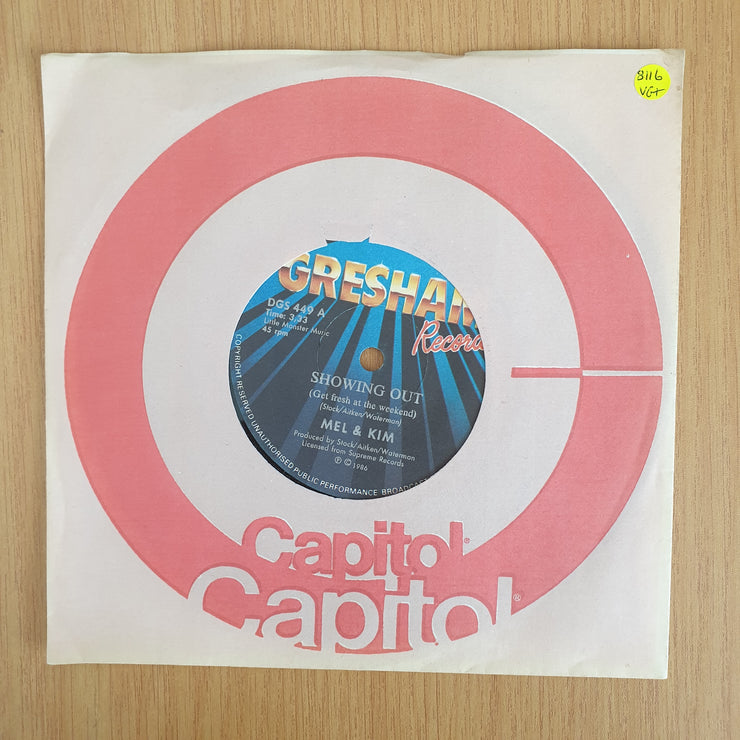 8116
VG+
GRESHAM
Records
DGS 449 A
Time: 3.33
Little Monster Music
45 rpm
SHOWING OUT
(Get fresh at the weekend)
(Stock/Aitken/Waterman)
MEL & KIM
Produced by Stock/Aitken/Waterman
Licensed from Supreme Records
℗ © 1986
COPYRIGHT RESERVED UNAUTHORISED PUBLIC PERFORMANCE BROADCAST
Capitol®
Capitol®